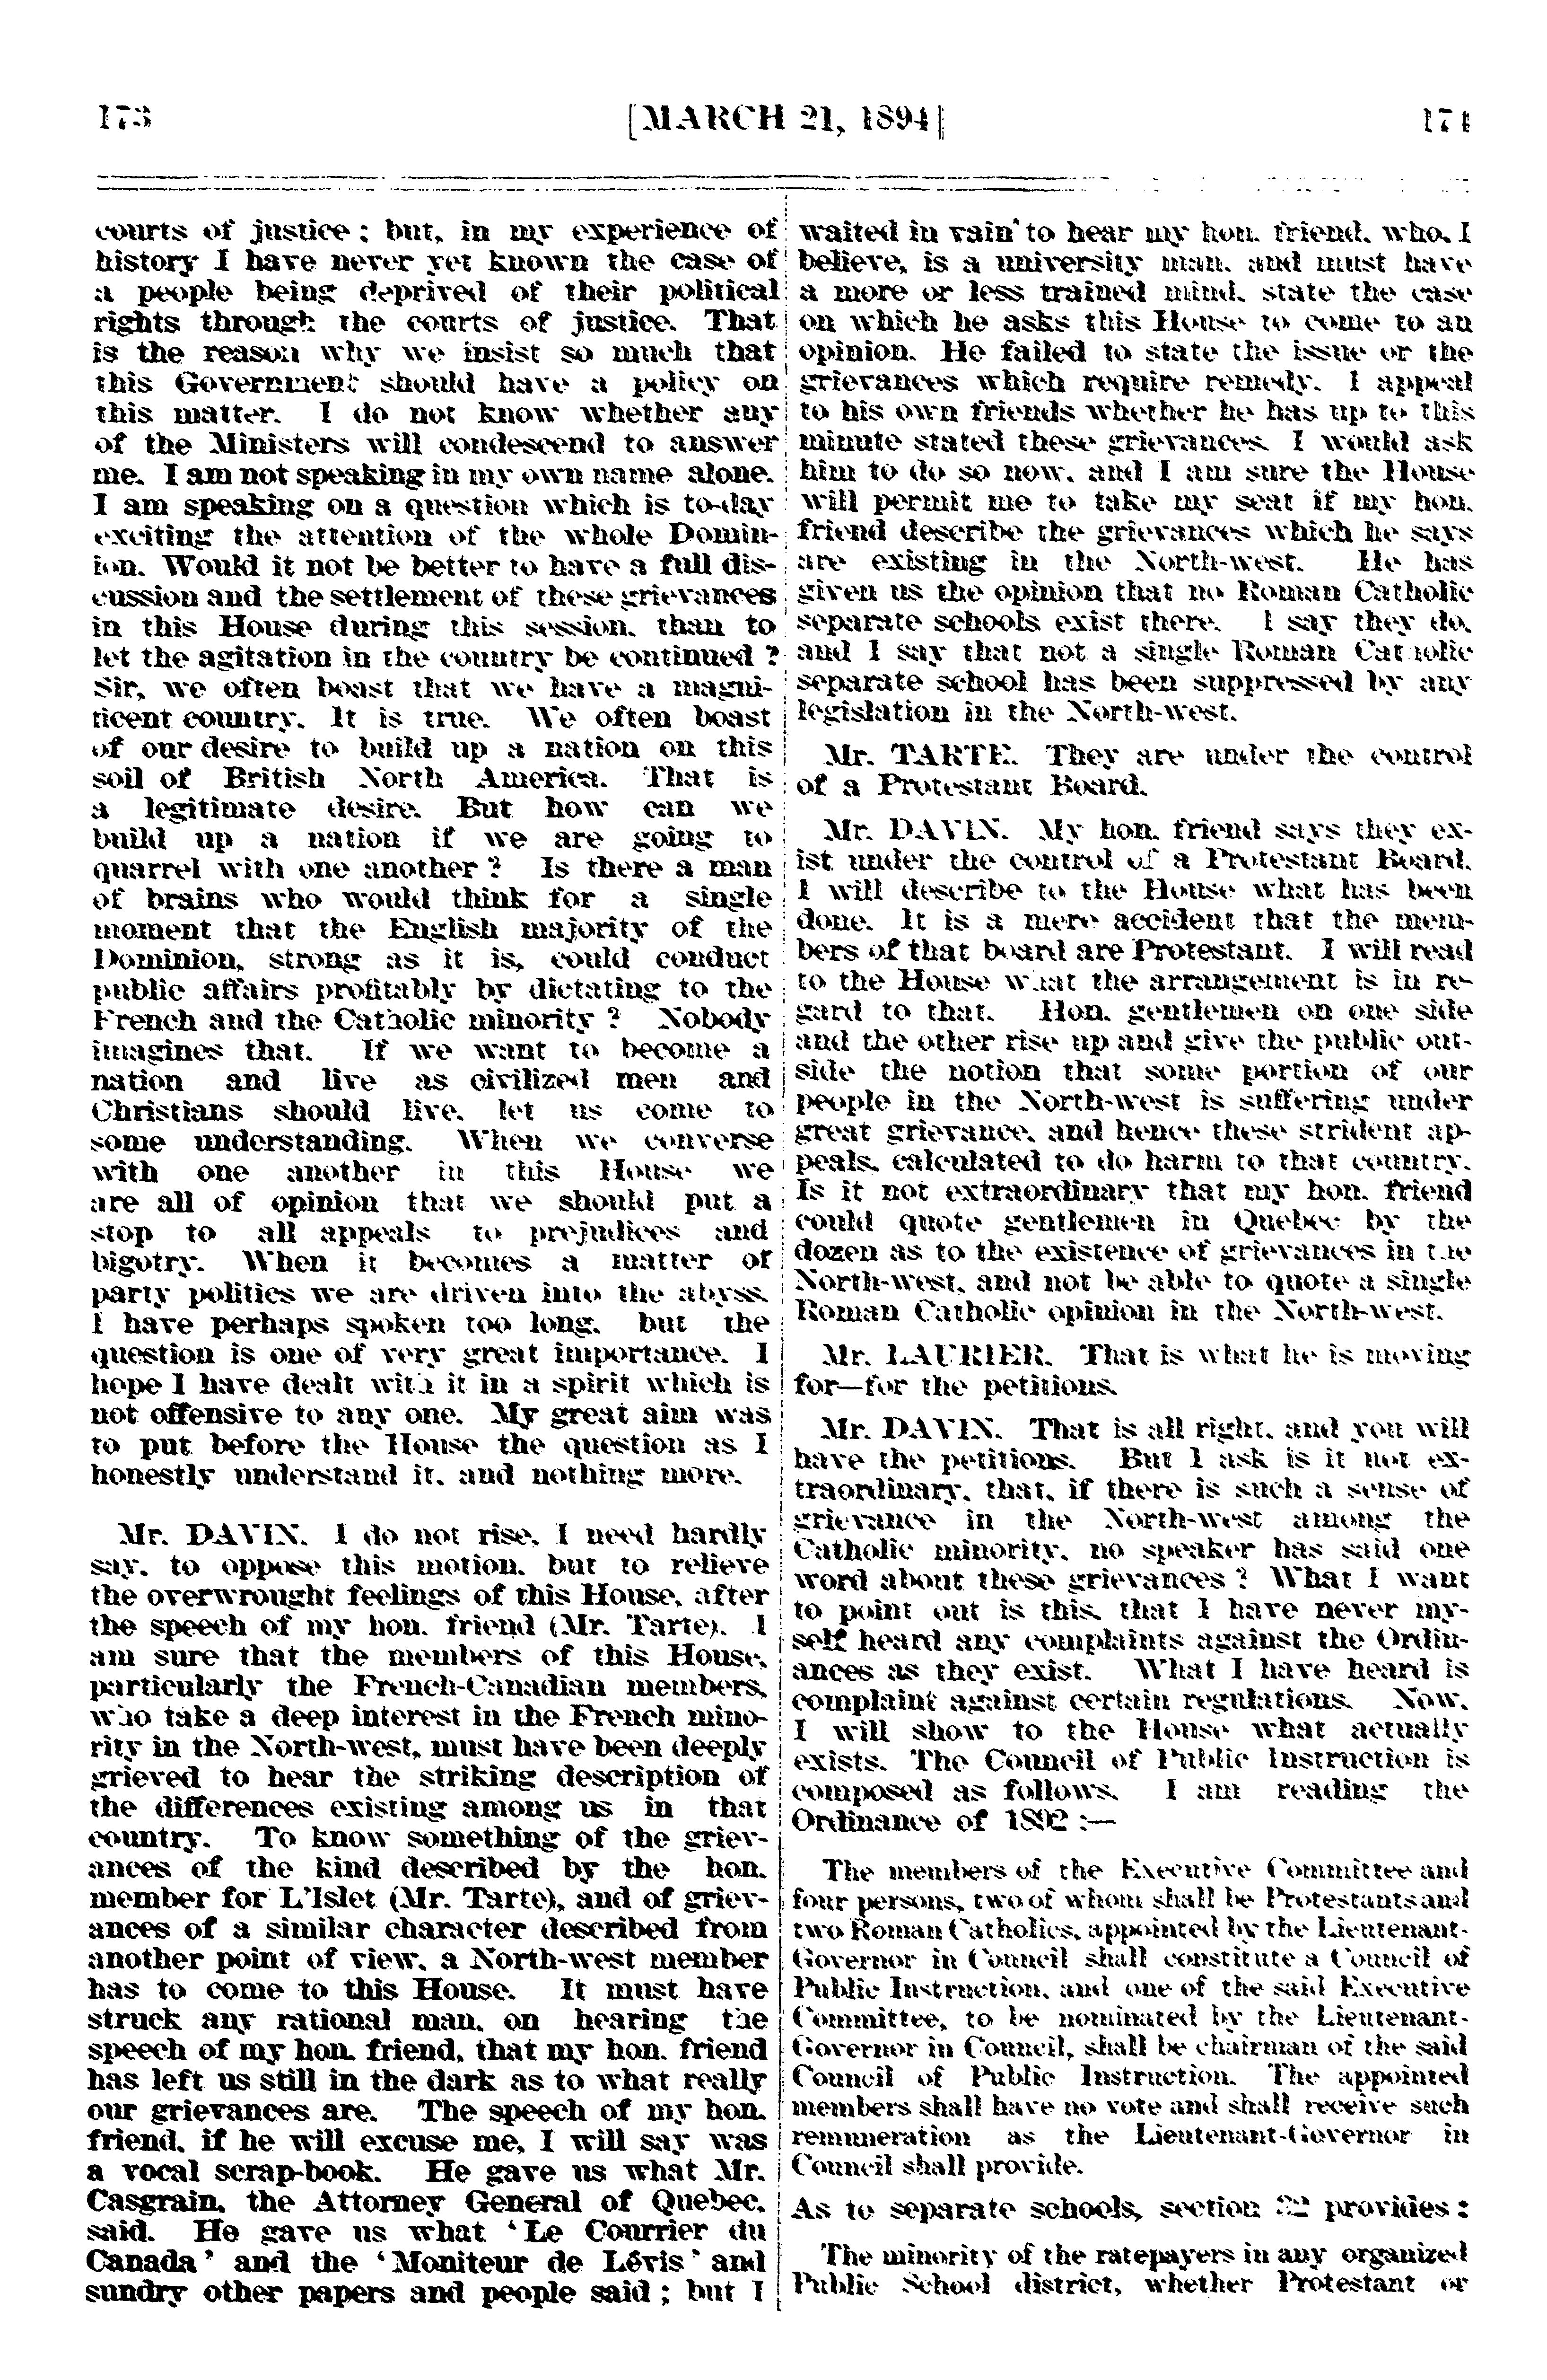 173
[MARCH 21, 1894]
174
courts of justice; but, in my experience of
history I have never yet known the case of
a people being deprived of their political
rights through the courts of justice. That
is the reason why we insist so much that
this Government should have a policy on
this matter. I do not know whether any
of the Ministers will condescend to answer
me. I am not speaking in my own name alone.
I am speaking on a question which is to-day
exciting the attention of the whole Domin-
ion. Would it not be better to have a full dis-
cussion and the settlement of these grievances
in this House during this session, than to
let the agitation in the country be continued ?
Sir, we often boast that we have a magni-
ficent country. It is true. We often boast
of our desire to build up a nation on this
soil of British North America. That is
a legitimate desire. But how can we
build up a nation if we are going to
quarrel with one another ? Is there a man
of brains who would think for a single
moment that the English majority of the
Dominion, strong as it is, could conduct
public affairs profitably by dictating to the
French and the Catholic minority ? Nobody
imagines that. If we want to become a
nation and live as civilized men and
Christians should live, let us come to
some understanding. When we converse
with one another in this House we
are all of opinion that we should put a
stop to all appeals to prejudices and
bigotry. When it becomes a matter of
party politics we are driven into the abyss.
I have perhaps spoken too long, but the
question is one of very great importance. I
hope I have dealt with it in a spirit which is
not offensive to any one. My great aim was
to put before the House the question as I
honestly understand it, and nothing more.
Mr. DAVIN. I do not rise, I need hardly
say, to oppose this motion, but to relieve
the overwrought feelings of this House, after
the speech of my hon. friend (Mr. Tarte). I
am sure that the members of this House,
particularly the French-Canadian members,
who take a deep interest in the French mino-
rity in the North-west, must have been deeply
grieved to hear the striking description of
the differences existing among us in that
country. To know something of the griev-
ances of the kind described by the hon.
member for L'Islet (Mr. Tarte), and of griev-
ances of a similar character described from
another point of view, a North-west member
has to come to this House. It must have
struck any rational man, on hearing the
speech of my hon. friend, that my hon. friend
has left us still in the dark as to what really
our grievances are. The speech of my hon.
friend, if he will excuse me, I will say was
a vocal scrap-book. He gave us what Mr.
Casgrain, the Attorney General of Quebec,
said. He gave us what 'Le Courrier du
Canada' and the 'Moniteur de Lévis' and
sundry other papers and people said; but I
waited in vain to hear my hon. friend, who, I
believe, is a university man, and must have
a more or less trained mind, state the case
on which he asks this House to come to an
opinion. He failed to state the issue or the
grievances which require remedy. I appeal
to his own friends whether he has up to this
minute stated these grievances. I would ask
him to do so now, and I am sure the House
will permit me to take my seat if my hon.
friend describe the grievances which he says
are existing in the North-west. He has
given us the opinion that no Roman Catholic
separate schools exist there. I say they do,
and I say that not a single Roman Catholic
separate school has been suppressed by any
legislation in the North-west.
Mr. TARTE. They are under the control
of a Protestant Board.
Mr. DAVIN. My hon. friend says they ex-
ist under the control of a Protestant Board.
I will describe to the House what has been
done. It is a mere accident that the mem-
bers of that board are Protestant. I will read
to the House what the arrangement is in re-
gard to that. Hon. gentlemen on one side
and the other rise up and give the public out-
side the notion that some portion of our
people in the North-west is suffering under
great grievance, and hence these strident ap-
peals, calculated to do harm to that country.
Is it not extraordinary that my hon. friend
could quote gentlemen in Quebec by the
dozen as to the existence of grievances in the
North-west, and not be able to quote a single
Roman Catholic opinion in the North-west.
Mr. LAURIER. That is what he is moving
for—for the petitions.
Mr. DAVIN. That is all right, and you will
have the petitions. But I ask is it not ex-
traordinary, that, if there is such a sense of
grievance in the North-west among the
Catholic minority, no speaker has said one
word about these grievances ? What I want
to point out is this, that I have never my-
self heard any complaints against the Ordin-
ances as they exist. What I have heard is
complaint against certain regulations. Now,
I will show to the House what actually
exists. The Council of Public Instruction is
composed as follows. I am reading the
Ordinance of 1892 :—
The members of the Executive Committee and
four persons, two of whom shall be Protestants and
two Roman Catholics, appointed by the Lieutenant-
Governor in Council shall constitute a Council of
Public Instruction, and one of the said Executive
Committee, to be nominated by the Lieutenant-
Governor in Council, shall be chairman of the said
Council of Public Instruction. The appointed
members shall have no vote and shall receive such
remuneration as the Lieutenant-Governor in
Council shall provide.
As to separate schools, section 32 provides :
The minority of the ratepayers in any organized
Public School district, whether Protestant or